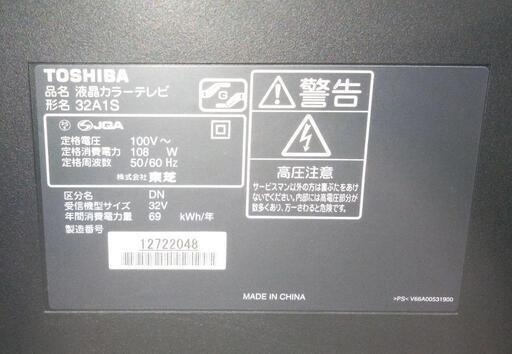 TOSHIBA
品名 液晶カラーテレビ
形名 32A1S
G
JQA
定格電圧 100V～
定格消費電力 108 W
定格周波数 50/60 Hz
株式会社 東芝
区分名 DN
受信機型サイズ 32V
年間消費電力量 69 kWh/年
製造番号
12722048
警告
高圧注意
サービスマン以外の方は裏ぶたをあけ
ないでください。内部には高電圧部分が
数多くあり、万一さわると危険です。
MADE IN CHINA
>PS< V66A00531900